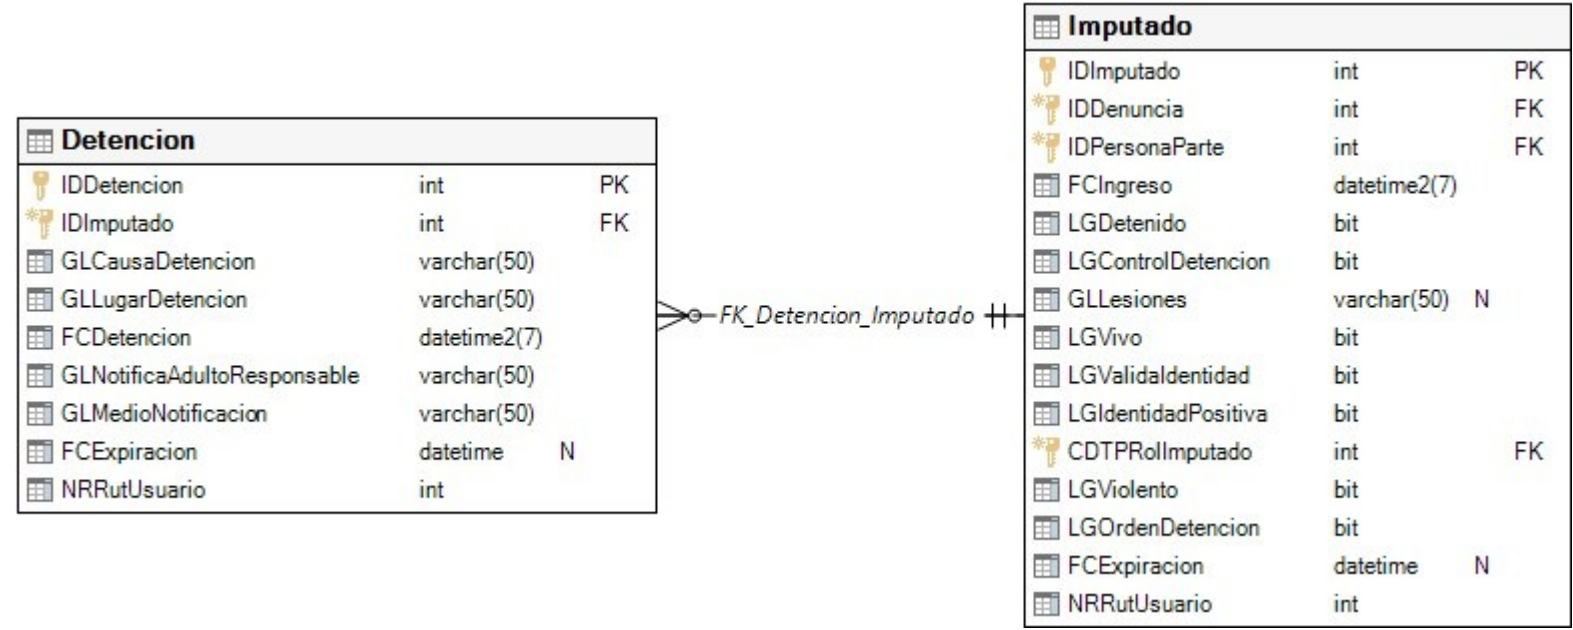 Detencion
IDDetencion int PK
IDImputado int FK
GLCausaDetencion varchar(50)
GLLugarDetencion varchar(50)
FCDetencion datetime2(7)
GLNotificaAdultoResponsable varchar(50)
GLMedioNotificacion varchar(50)
FCExpiracion datetime N
NRRutUsuario int
FK_Detencion_Imputado
Imputado
IDImputado int PK
IDDenuncia int FK
IDPersonaParte int FK
FCIngreso datetime2(7)
LGDetenido bit
LGControlDetencion bit
GLLesiones varchar(50) N
LGVivo bit
LGValidaIdentidad bit
LGIdentidadPositiva bit
CDTPRolImputado int FK
LGViolento bit
LGOrdenDetencion bit
FCExpiracion datetime N
NRRutUsuario int